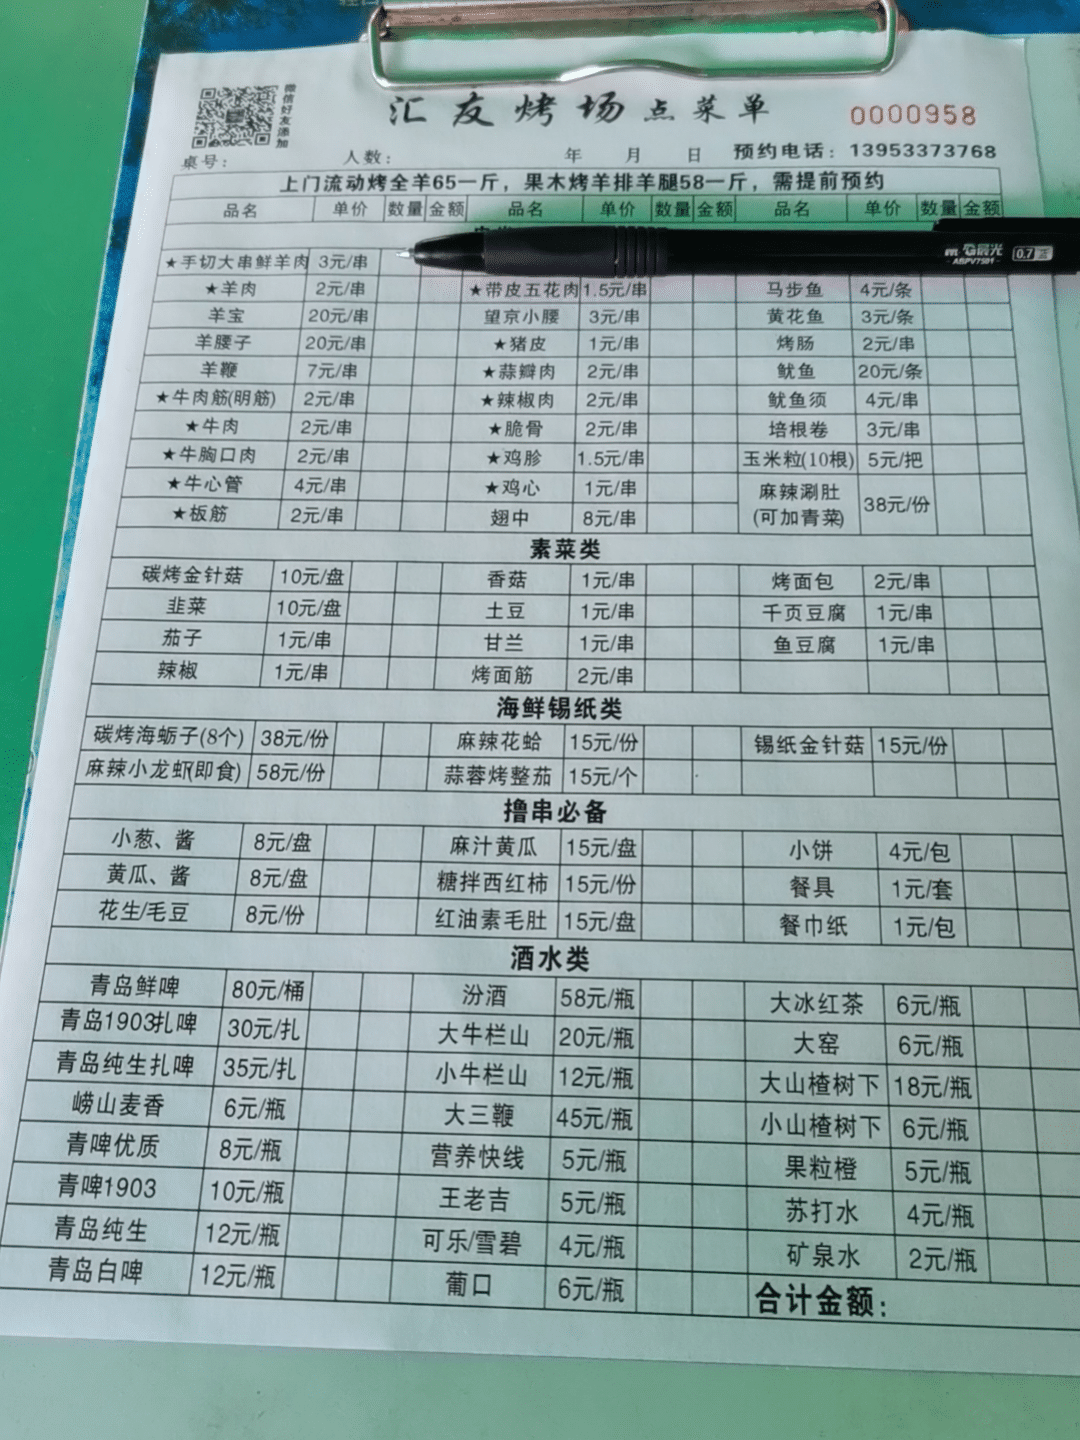 微信好友添加
汇友烤场点菜单 0000958
桌号： 人数： 年 月 日 预约电话：13953373768
上门流动烤全羊65一斤，果木烤羊排羊腿58一斤，需提前预约
品名 单价 数量 金额 品名 单价 数量 金额 品名 单价 数量 金额
M&G晨光 0.7
ABPV7501
★手切大串鲜羊肉 3元/串
★羊肉 2元/串 ★带皮五花肉 1.5元/串 马步鱼 4元/条
羊宝 20元/串 望京小腰 3元/串 黄花鱼 3元/条
羊腰子 20元/串 ★猪皮 1元/串 烤肠 2元/串
羊鞭 7元/串 ★蒜瓣肉 2元/串 鱿鱼 20元/条
★牛肉筋(明筋) 2元/串 ★辣椒肉 2元/串 鱿鱼须 4元/串
★牛肉 2元/串 ★脆骨 2元/串 培根卷 3元/串
★牛胸口肉 2元/串 ★鸡胗 1.5元/串 玉米粒(10根) 5元/把
★牛心管 4元/串 ★鸡心 1元/串 麻辣涮肚 38元/份
★板筋 2元/串 翅中 8元/串 (可加青菜)
素菜类
碳烤金针菇 10元/盘 香菇 1元/串 烤面包 2元/串
韭菜 10元/盘 土豆 1元/串 千页豆腐 1元/串
茄子 1元/串 甘兰 1元/串 鱼豆腐 1元/串
辣椒 1元/串 烤面筋 2元/串
海鲜锡纸类
碳烤海蛎子(8个) 38元/份 麻辣花蛤 15元/份 锡纸金针菇 15元/份
麻辣小龙虾(即食) 58元/份 蒜蓉烤整茄 15元/个
撸串必备
小葱、酱 8元/盘 麻汁黄瓜 15元/盘 小饼 4元/包
黄瓜、酱 8元/盘 糖拌西红柿 15元/份 餐具 1元/套
花生/毛豆 8元/份 红油素毛肚 15元/盘 餐巾纸 1元/包
酒水类
青岛鲜啤 80元/桶 汾酒 58元/瓶 大冰红茶 6元/瓶
青岛1903扎啤 30元/扎 大牛栏山 20元/瓶 大窑 6元/瓶
青岛纯生扎啤 35元/扎 小牛栏山 12元/瓶 大山楂树下 18元/瓶
崂山麦香 6元/瓶 大三鞭 45元/瓶 小山楂树下 6元/瓶
青啤优质 8元/瓶 营养快线 5元/瓶 果粒橙 5元/瓶
青啤1903 10元/瓶 王老吉 5元/瓶 苏打水 4元/瓶
青岛纯生 12元/瓶 可乐/雪碧 4元/瓶 矿泉水 2元/瓶
青岛白啤 12元/瓶 葡口 6元/瓶 合计金额：